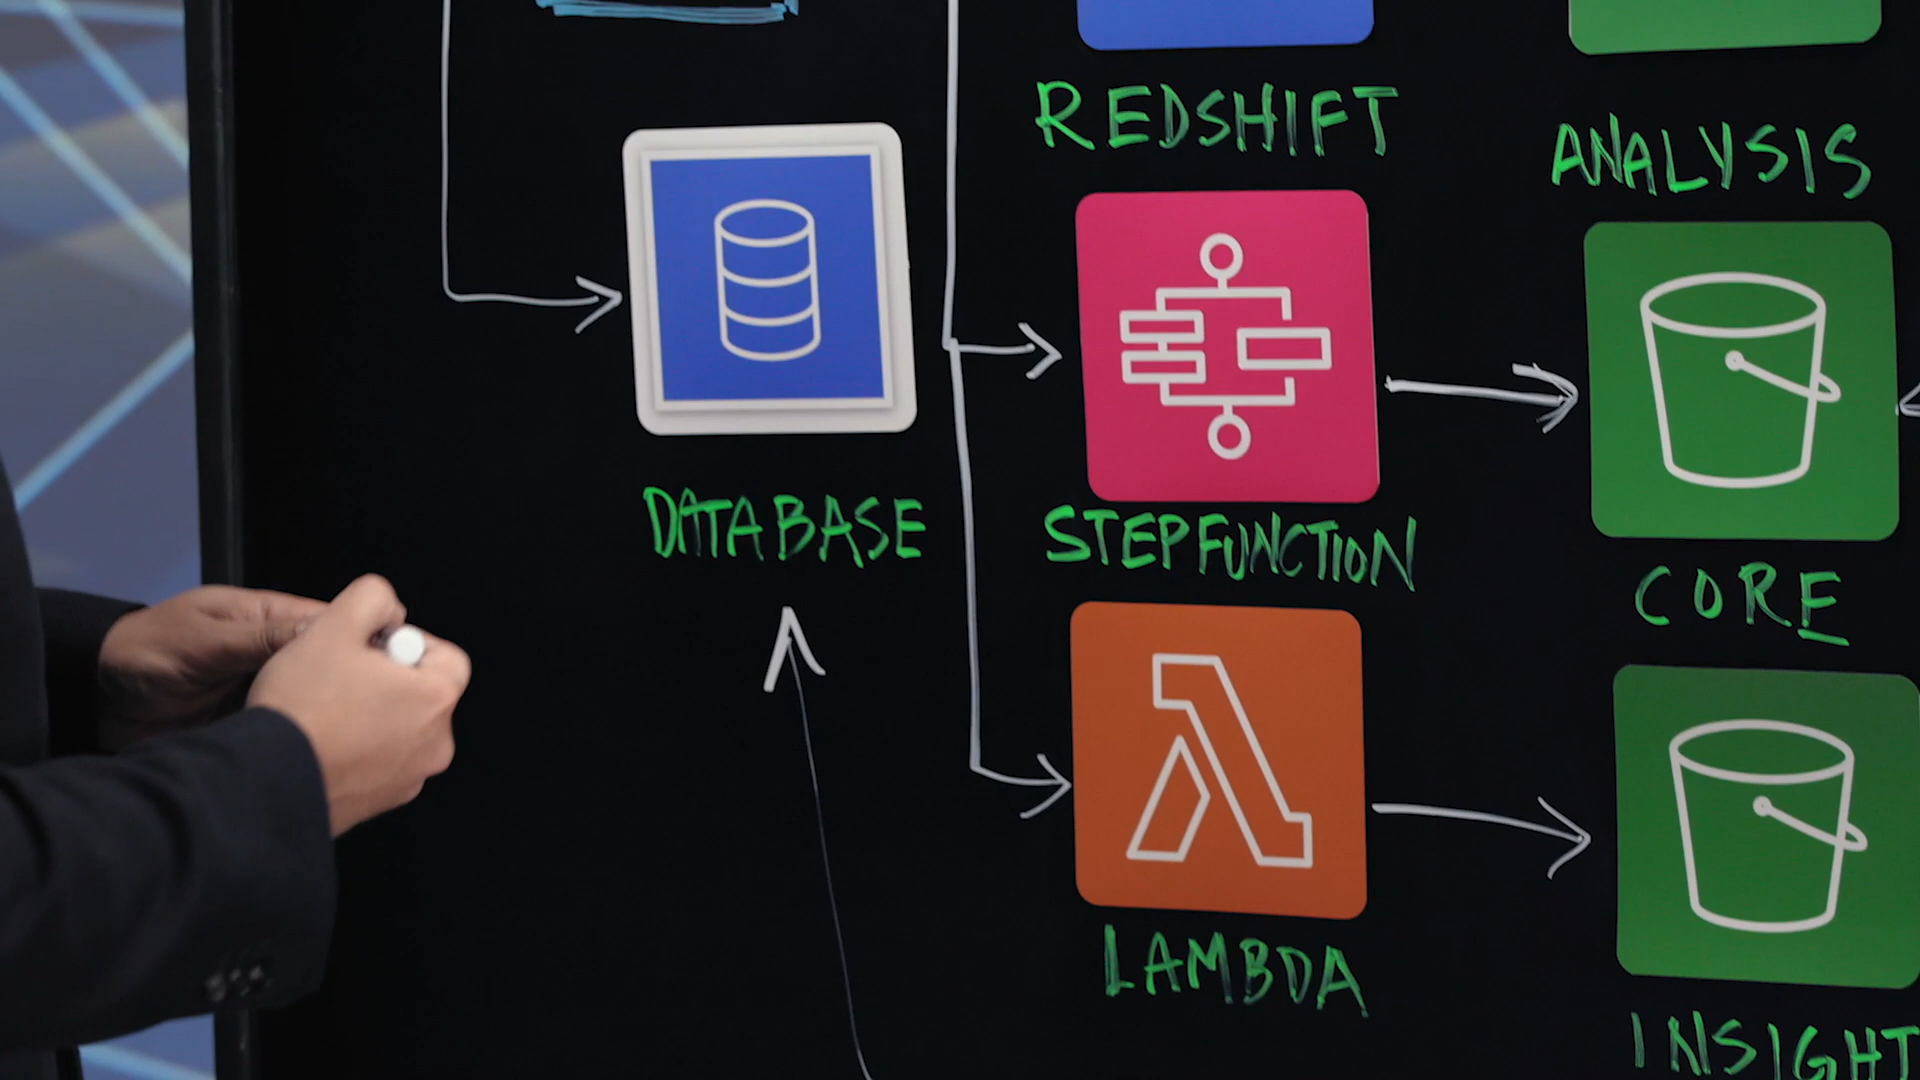 REDSHIFT
ANALYSIS
DATABASE
STEPFUNCTION
CORE
LAMBDA
INSIGHT